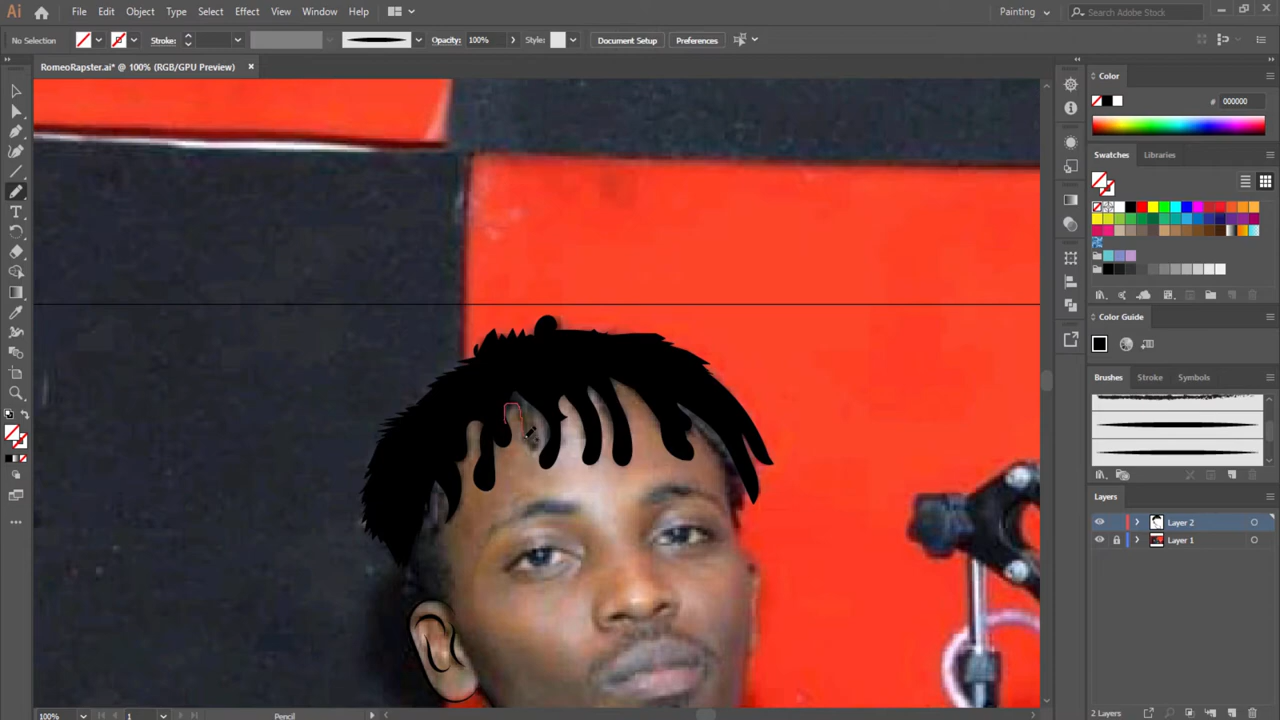 Ai File Edit Object Type Select Effect View Window Help Painting Search Adobe Stock
No Selection Stroke: Opacity: 100% Style: Document Setup Preferences
RomeoRapster.ai* @ 100% (RGB/GPU Preview) ×
Color
# 000000
Swatches Libraries
Color Guide
Brushes Stroke Symbols
Layers
Layer 2
Layer 1
100% 1 Pencil 2 Layers